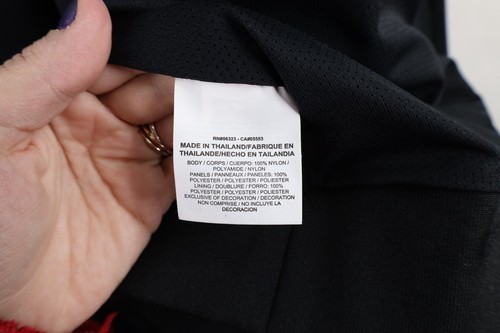 RN#56323 - CA#05553
MADE IN THAILAND/FABRIQUE EN
THAILANDE/HECHO EN TAILANDIA
BODY / CORPS / CUERPO: 100% NYLON /
POLYAMIDE / NYLON
PANELS / PANNEAUX / PANELES: 100%
POLYESTER / POLYESTER / POLIESTER
LINING / DOUBLURE / FORRO: 100%
POLYESTER / POLYESTER / POLIESTER
EXCLUSIVE OF DECORATION / DECORATION
NON COMPRISE / NO INCLUYE LA
DECORACION